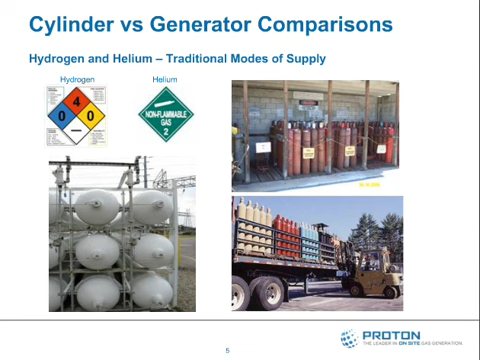 Cylinder vs Generator Comparisons
Hydrogen and Helium – Traditional Modes of Supply
Hydrogen
Helium
4
0
0
NON-FLAMMABLE
GAS
2
PROTON
THE LEADER IN ON SITE GAS GENERATION.
5